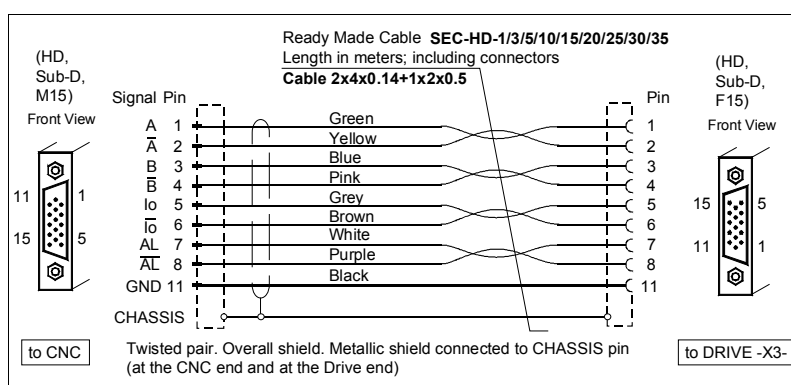 Ready Made Cable SEC-HD-1/3/5/10/15/20/25/30/35
Length in meters; including connectors
Cable 2x4x0.14+1x2x0.5
(HD,
Sub-D,
M15)
Front View
11
1
15
5
to CNC
Signal Pin
A 1 Green 1
A̅ 2 Yellow 2
B 3 Blue 3
B̅ 4 Pink 4
Io 5 Grey 5
I̅o̅ 6 Brown 6
AL 7 White 7
A̅L̅ 8 Purple 8
GND 11 Black 11
CHASSIS
Pin
(HD,
Sub-D,
F15)
Front View
15
5
11
1
to DRIVE -X3-
Twisted pair. Overall shield. Metallic shield connected to CHASSIS pin
(at the CNC end and at the Drive end)